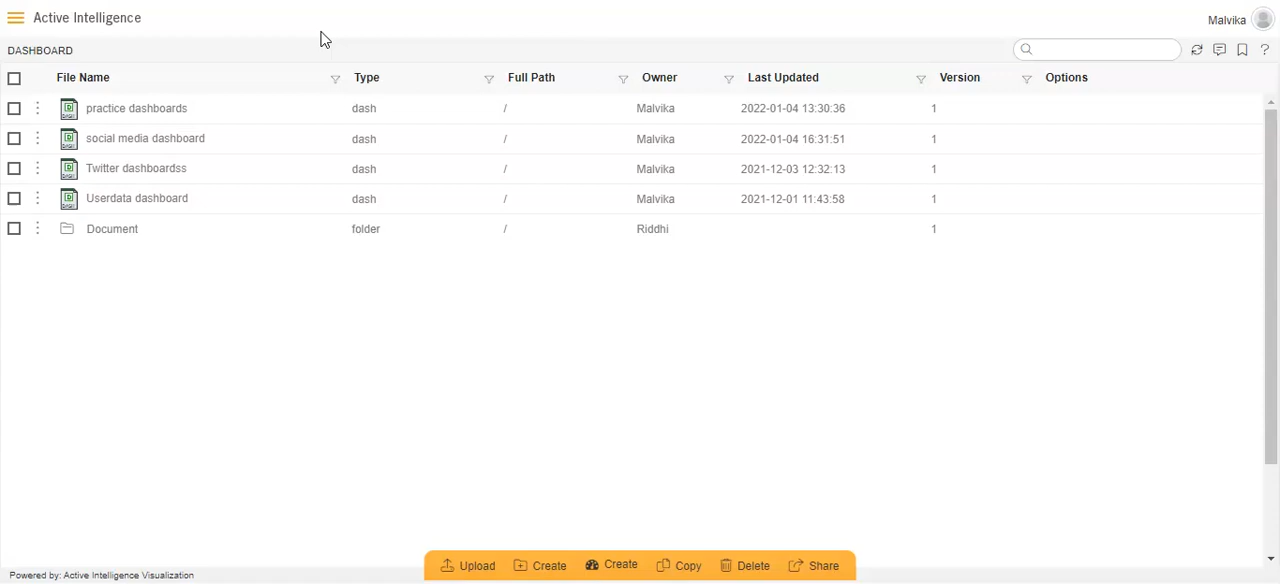 Active Intelligence
Malvika
DASHBOARD
?
File Name Type Full Path Owner Last Updated Version Options
practice dashboards dash / Malvika 2022-01-04 13:30:36 1
social media dashboard dash / Malvika 2022-01-04 16:31:51 1
Twitter dashboardss dash / Malvika 2021-12-03 12:32:13 1
Userdata dashboard dash / Malvika 2021-12-01 11:43:58 1
Document folder / Riddhi 1
Upload Create Create Copy Delete Share
Powered by: Active Intelligence Visualization